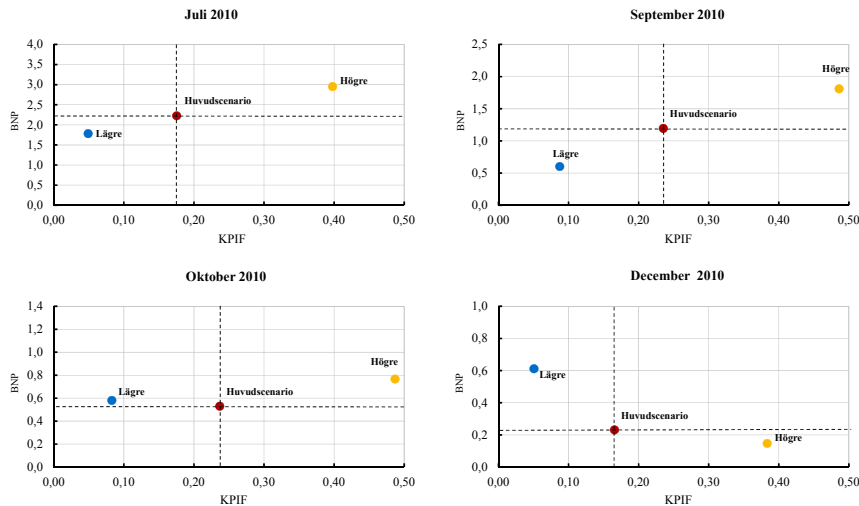 Juli 2010
4,0
3,5
3,0
2,5
2,0
1,5
1,0
0,5
0,0
BNP
Högre
Huvudscenario
Lägre
0,00 0,10 0,20 0,30 0,40 0,50
KPIF
September 2010
2,5
2,0
1,5
1,0
0,5
0,0
BNP
Högre
Huvudscenario
Lägre
0,00 0,10 0,20 0,30 0,40 0,50
KPIF
Oktober 2010
1,4
1,2
1,0
0,8
0,6
0,4
0,2
0,0
BNP
Högre
Lägre
Huvudscenario
0,00 0,10 0,20 0,30 0,40 0,50
KPIF
December 2010
1,0
0,8
0,6
0,4
0,2
0,0
BNP
Lägre
Huvudscenario
Högre
0,00 0,10 0,20 0,30 0,40 0,50
KPIF